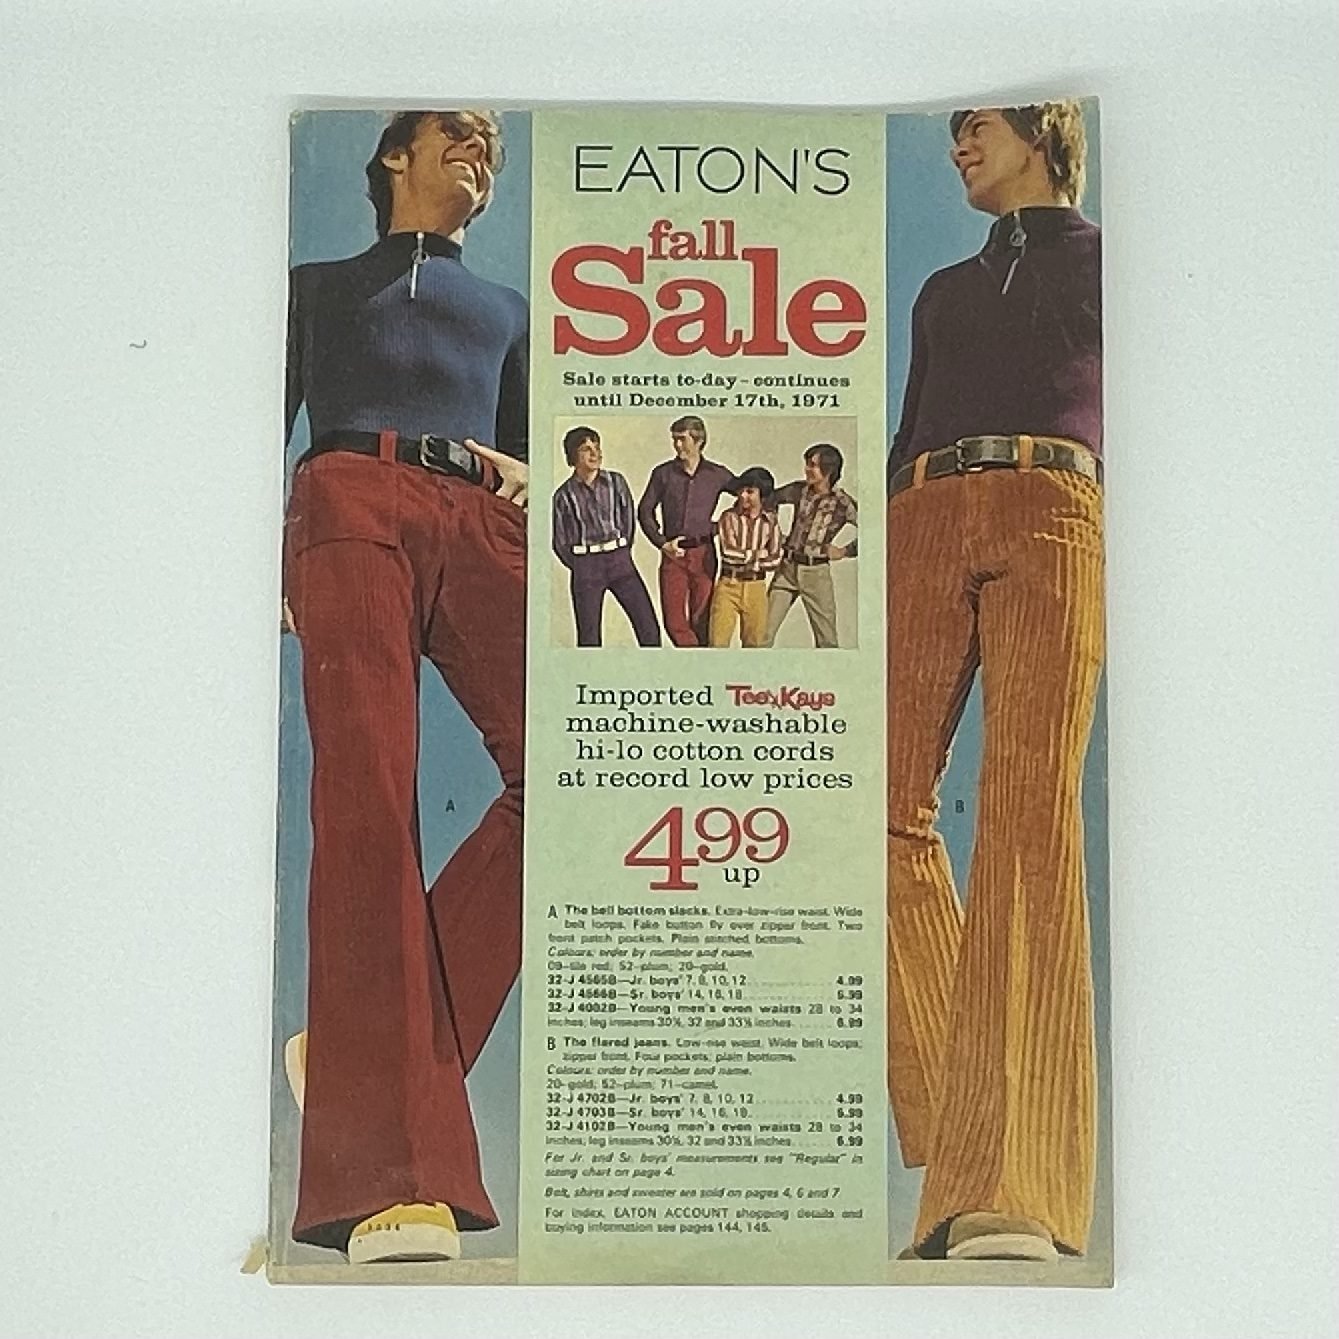 EATON'S
fall
Sale
Sale starts to-day – continues
until December 17th, 1971
Imported Tee Kays
machine-washable
hi-lo cotton cords
at record low prices
4.99
up
A
B
A The bell bottom slacks. Extra-low-rise waist. Wide
belt loops. Fake button fly over zipper front. Two
front patch pockets. Plain stitched bottoms.
Colours: order by number and name.
09–tile red; 52–plum; 20–gold.
32-J 4565B—Jr. boys' 7, 8, 10, 12 4.99
32-J 4566B—Sr. boys' 14, 16, 18 5.99
32-J 4002B—Young men's even waists 28 to 34
inches; leg inseams 30½, 32 and 33½ inches 6.99
B The flared jeans. Low-rise waist. Wide belt loops;
zipper front. Four pockets; plain bottoms.
Colours: order by number and name.
20–gold; 52–plum; 71–camel.
32-J 4702B—Jr. boys' 7, 8, 10, 12 4.99
32-J 4703B—Sr. boys' 14, 16, 18 5.99
32-J 4102B—Young men's even waists 28 to 34
inches; leg inseams 30½, 32 and 33½ inches 6.99
For Jr. and Sr. boys' measurements see "Regular" in
sizing chart on page 4.
Belt, shirts and sweater are sold on pages 4, 6 and 7
For index, EATON ACCOUNT shopping details and
buying information see pages 144, 145.